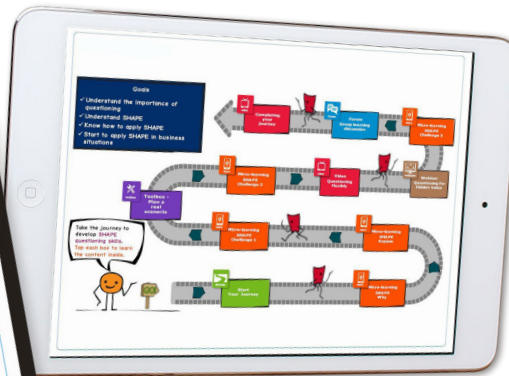 Goals
✓ Understand the importance of
questioning
✓ Understand SHAPE
✓ Know how to apply SHAPE
✓ Start to apply SHAPE in business
situations
Completing
your
journey
Forum
Group learning
discussion
Micro-learning
SHAPE
Challenge 3
Micro-learning
SHAPE
Challenge 2
Video
Questioning
flexibly
Webinar
Questioning for
hidden value
Toolbox -
Plan a
real
scenario
Micro-learning
SHAPE
Challenge 1
Micro-learning
SHAPE
Explain
Take the journey to
develop SHAPE
questioning skills.
Tap each box to learn
the content inside.
GO
Start
Your Journey
Micro-learning
SHAPE
Why